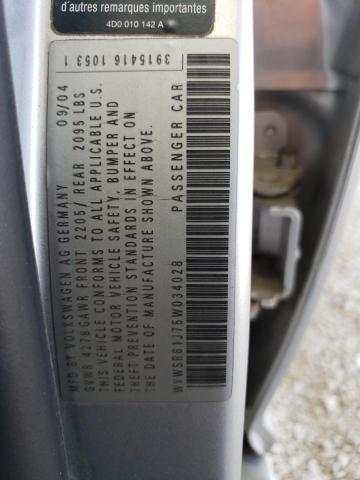 d'autres remarques importantes
4D0 010 142 A
3915416 1053 1
MFD BY VOLKSWAGEN AG GERMANY 09/04
GVWR 4278 GAWR FRONT 2205/ REAR 2095 LBS
THIS VEHICLE CONFORMS TO ALL APPLICABLE U.S.
FEDERAL MOTOR VEHICLE SAFETY, BUMPER AND
THEFT PREVENTION STANDARDS IN EFFECT ON
THE DATE OF MANUFACTURE SHOWN ABOVE.
WVWSR61J75W034028 PASSENGER CAR